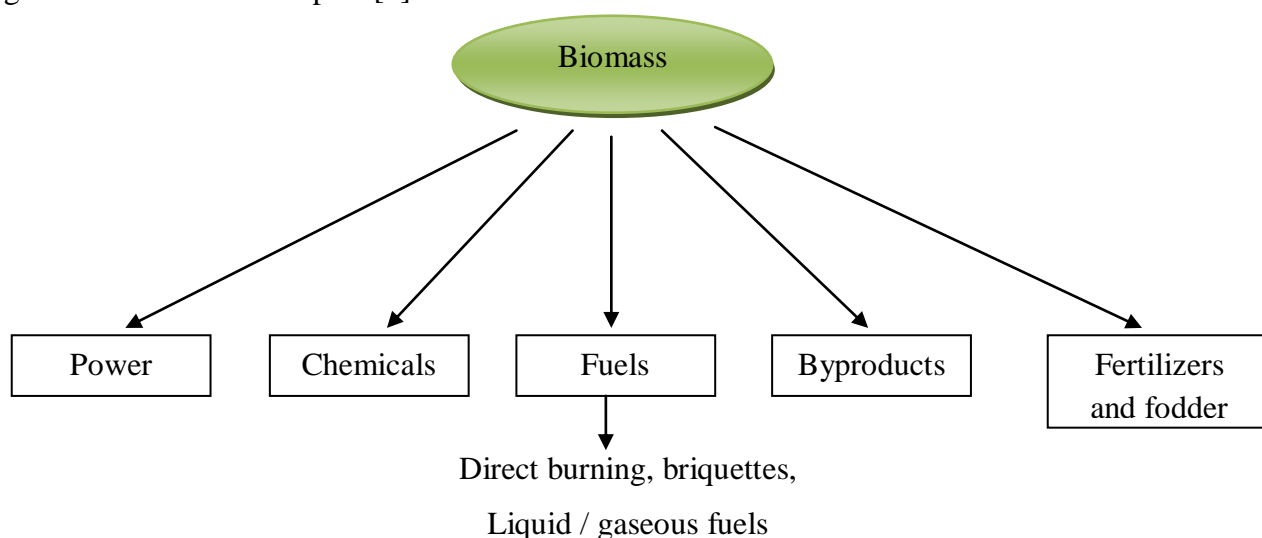 Biomass
Power
Chemicals
Fuels
Byproducts
Fertilizers
and fodder
Direct burning, briquettes,
Liquid / gaseous fuels